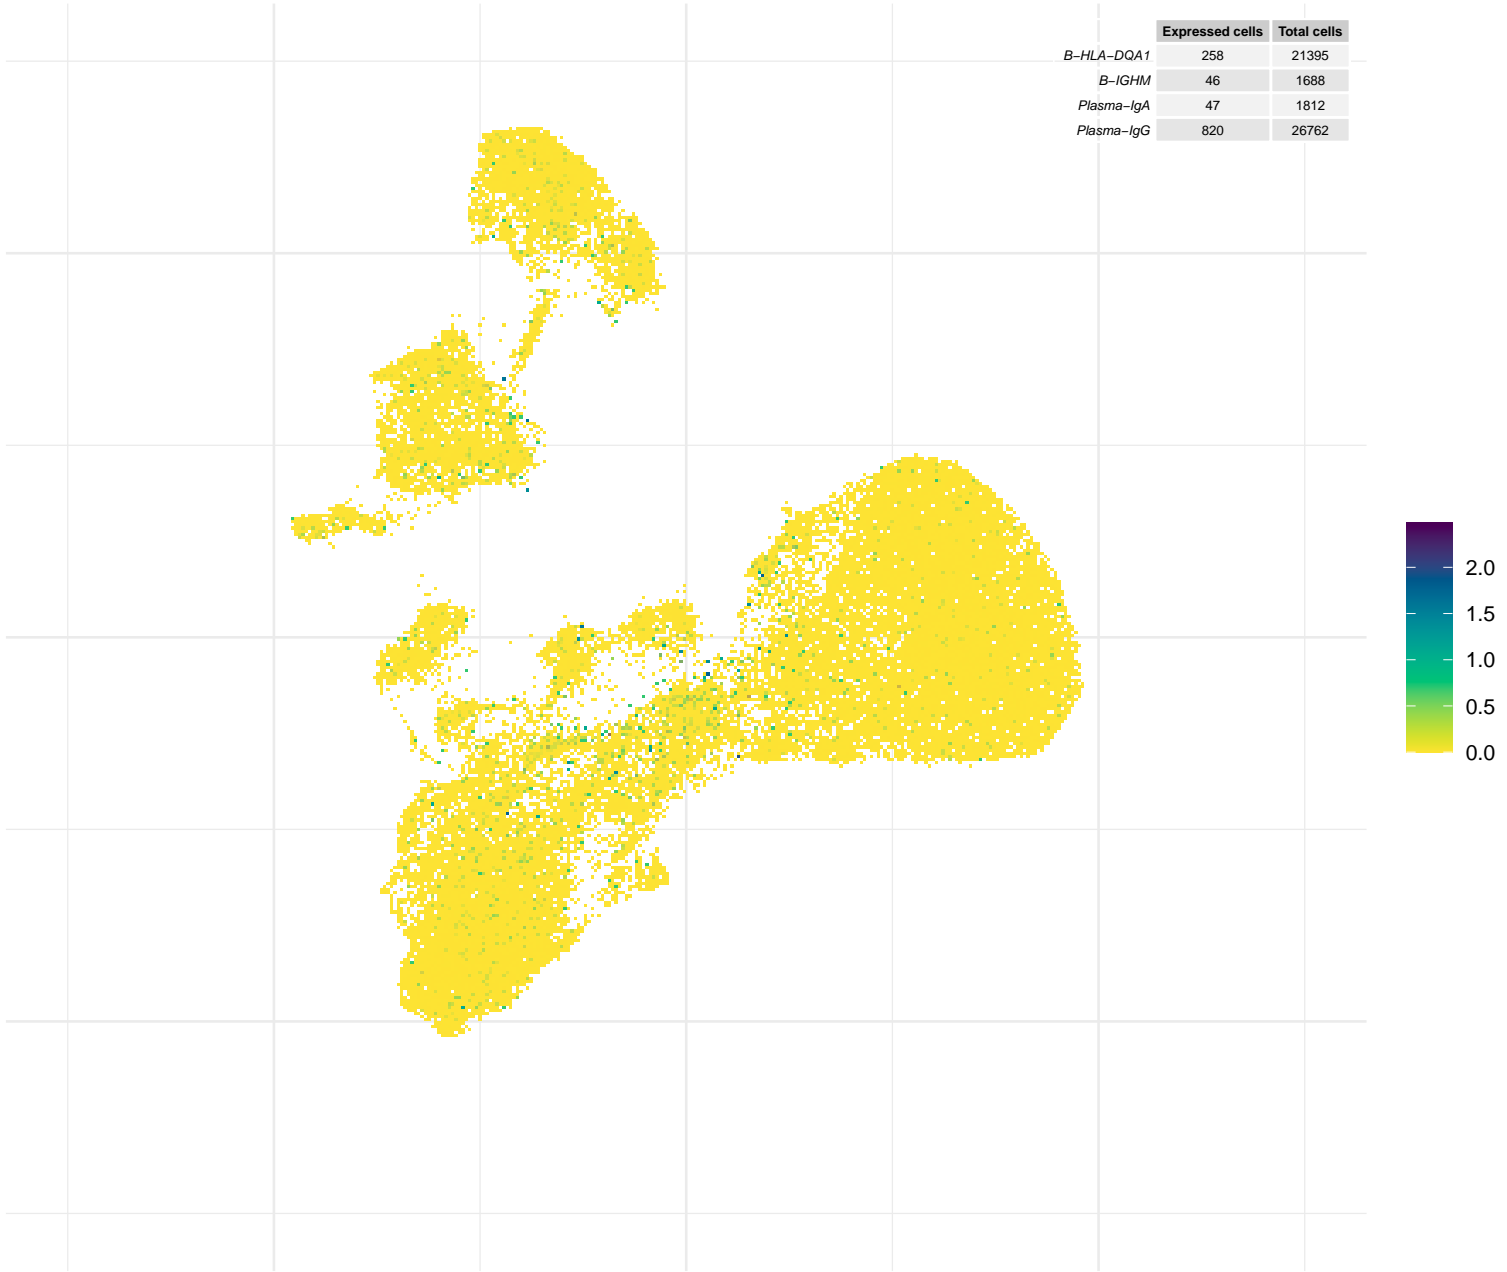 Expressed cells Total cells
B−HLA−DQA1 258 21395
B−IGHM 46 1688
Plasma−IgA 47 1812
Plasma−IgG 820 26762
2.0
1.5
1.0
0.5
0.0